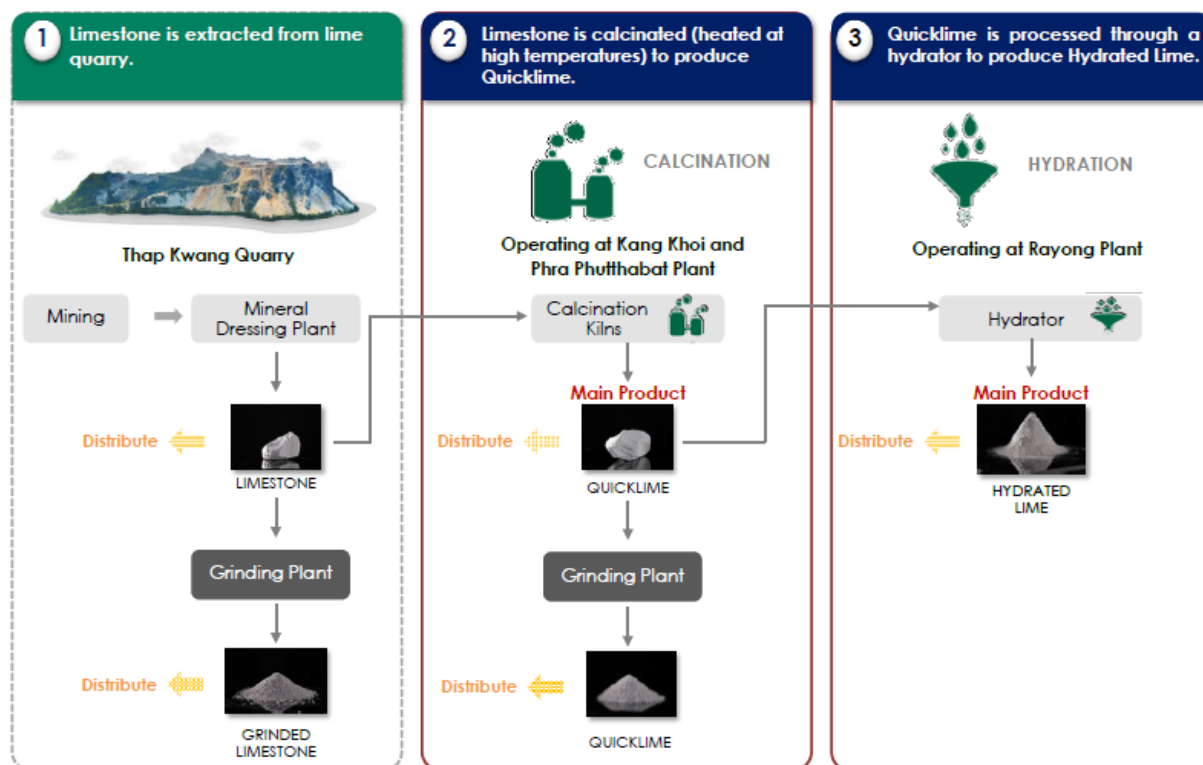 1
Limestone is extracted from lime
quarry.
Thap Kwang Quarry
Mining
Mineral
Dressing Plant
Distribute
LIMESTONE
Grinding Plant
Distribute
GRINDED
LIMESTONE
2
Limestone is calcinated (heated at
high temperatures) to produce
Quicklime.
CALCINATION
Operating at Kang Khoi and
Phra Phutthabat Plant
Calcination
Kilns
Main Product
Distribute
QUICKLIME
Grinding Plant
Distribute
QUICKLIME
3
Quicklime is processed through a
hydrator to produce Hydrated Lime.
HYDRATION
Operating at Rayong Plant
Hydrator
Main Product
Distribute
HYDRATED
LIME